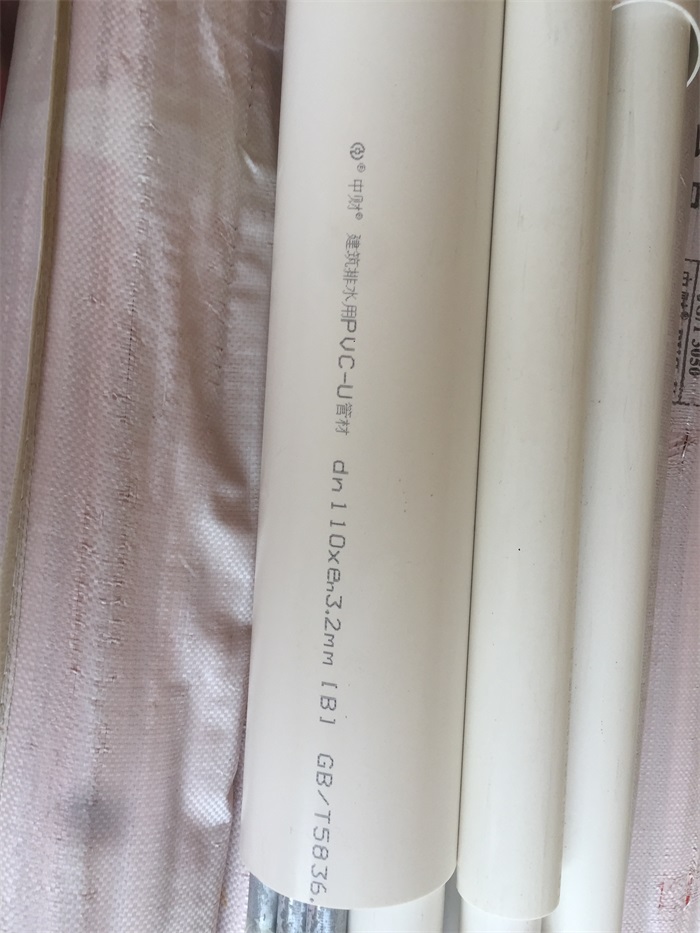 ® 中财® 建筑排水用PVC-U管材 dn110xen3.2mm [B] GB/T5836.